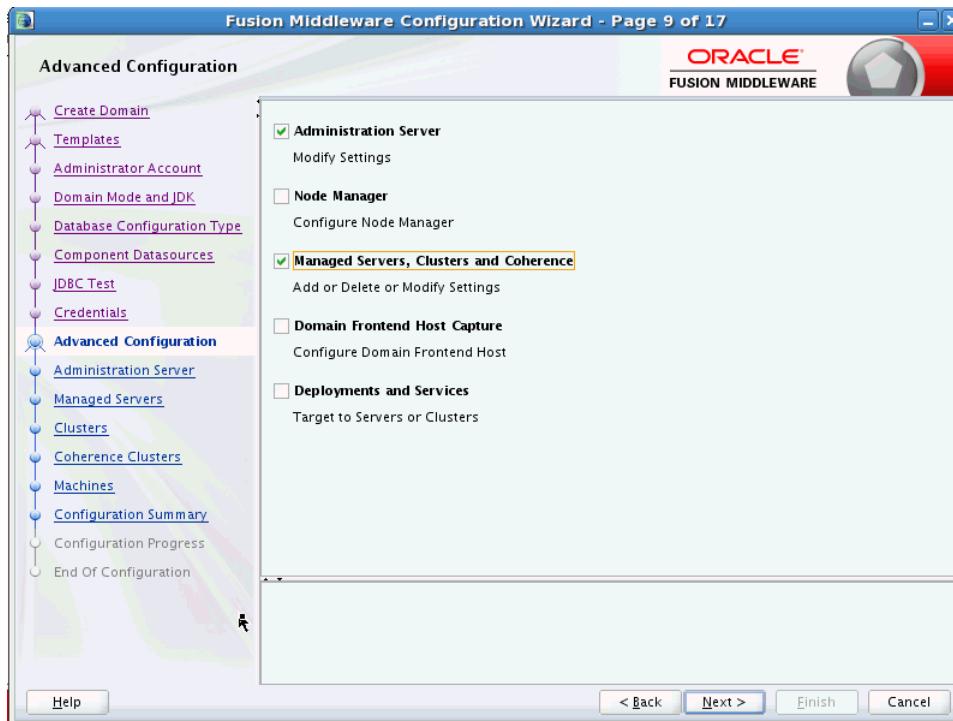 Fusion Middleware Configuration Wizard - Page 9 of 17
Advanced Configuration
ORACLE
FUSION MIDDLEWARE
Create Domain
Templates
Administrator Account
Domain Mode and JDK
Database Configuration Type
Component Datasources
JDBC Test
Credentials
Advanced Configuration
Administration Server
Managed Servers
Clusters
Coherence Clusters
Machines
Configuration Summary
Configuration Progress
End Of Configuration
Administration Server
Modify Settings
Node Manager
Configure Node Manager
Managed Servers, Clusters and Coherence
Add or Delete or Modify Settings
Domain Frontend Host Capture
Configure Domain Frontend Host
Deployments and Services
Target to Servers or Clusters
Help
< Back
Next >
Finish
Cancel